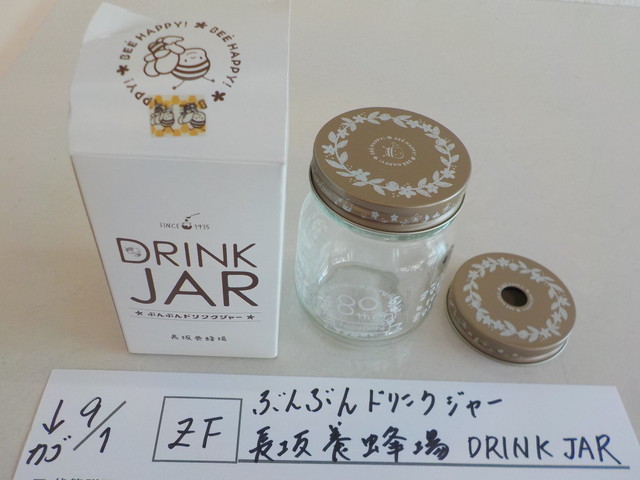 BEE HAPPY! ★ BEE HAPPY!
SINCE 1935
DRINK
JAR
★ ぶんぶんドリンクジャー ★
長坂養蜂場
80
th
↓ 9/1
カゴ
ZF
ぶんぶんドリンクジャー
長坂養蜂場 DRINK JAR